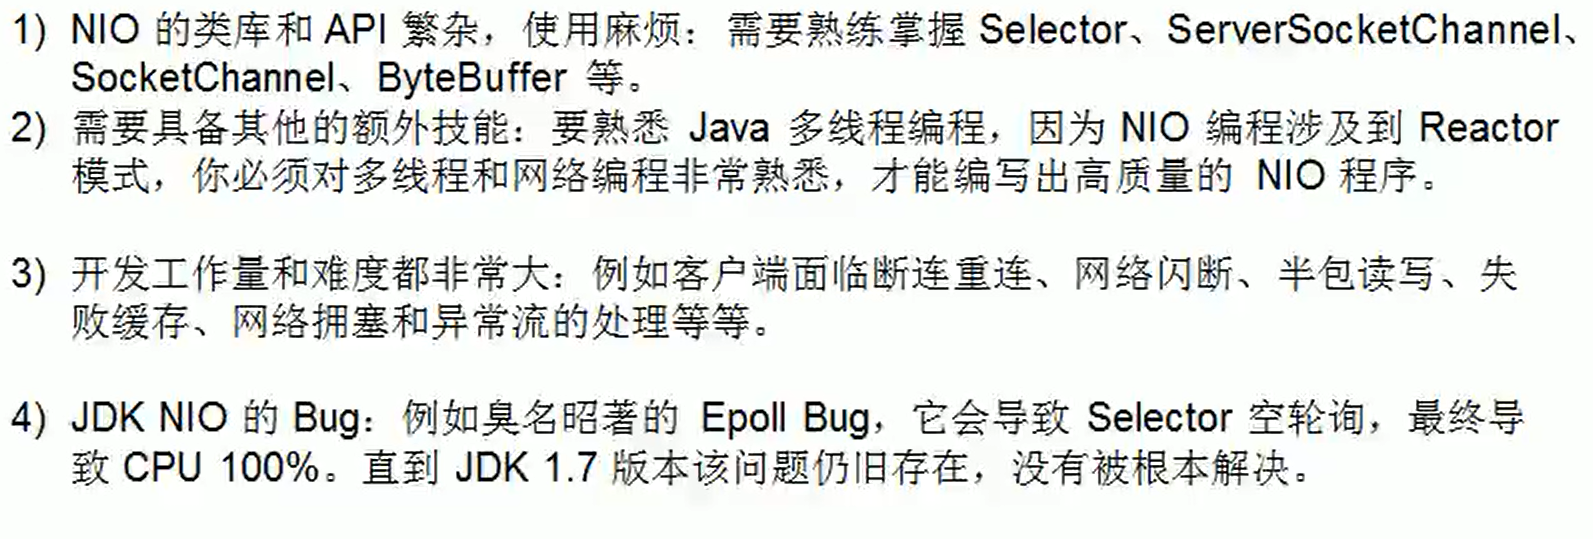 1) NIO 的类库和 API 繁杂，使用麻烦：需要熟练掌握 Selector、ServerSocketChannel、
SocketChannel、ByteBuffer 等。
2) 需要具备其他的额外技能：要熟悉 Java 多线程编程，因为 NIO 编程涉及到 Reactor
模式，你必须对多线程和网络编程非常熟悉，才能编写出高质量的 NIO 程序。
3) 开发工作量和难度都非常大：例如客户端面临断连重连、网络闪断、半包读写、失
败缓存、网络拥塞和异常流的处理等等。
4) JDK NIO 的 Bug：例如臭名昭著的 Epoll Bug，它会导致 Selector 空轮询，最终导
致 CPU 100%。直到 JDK 1.7 版本该问题仍旧存在，没有被根本解决。